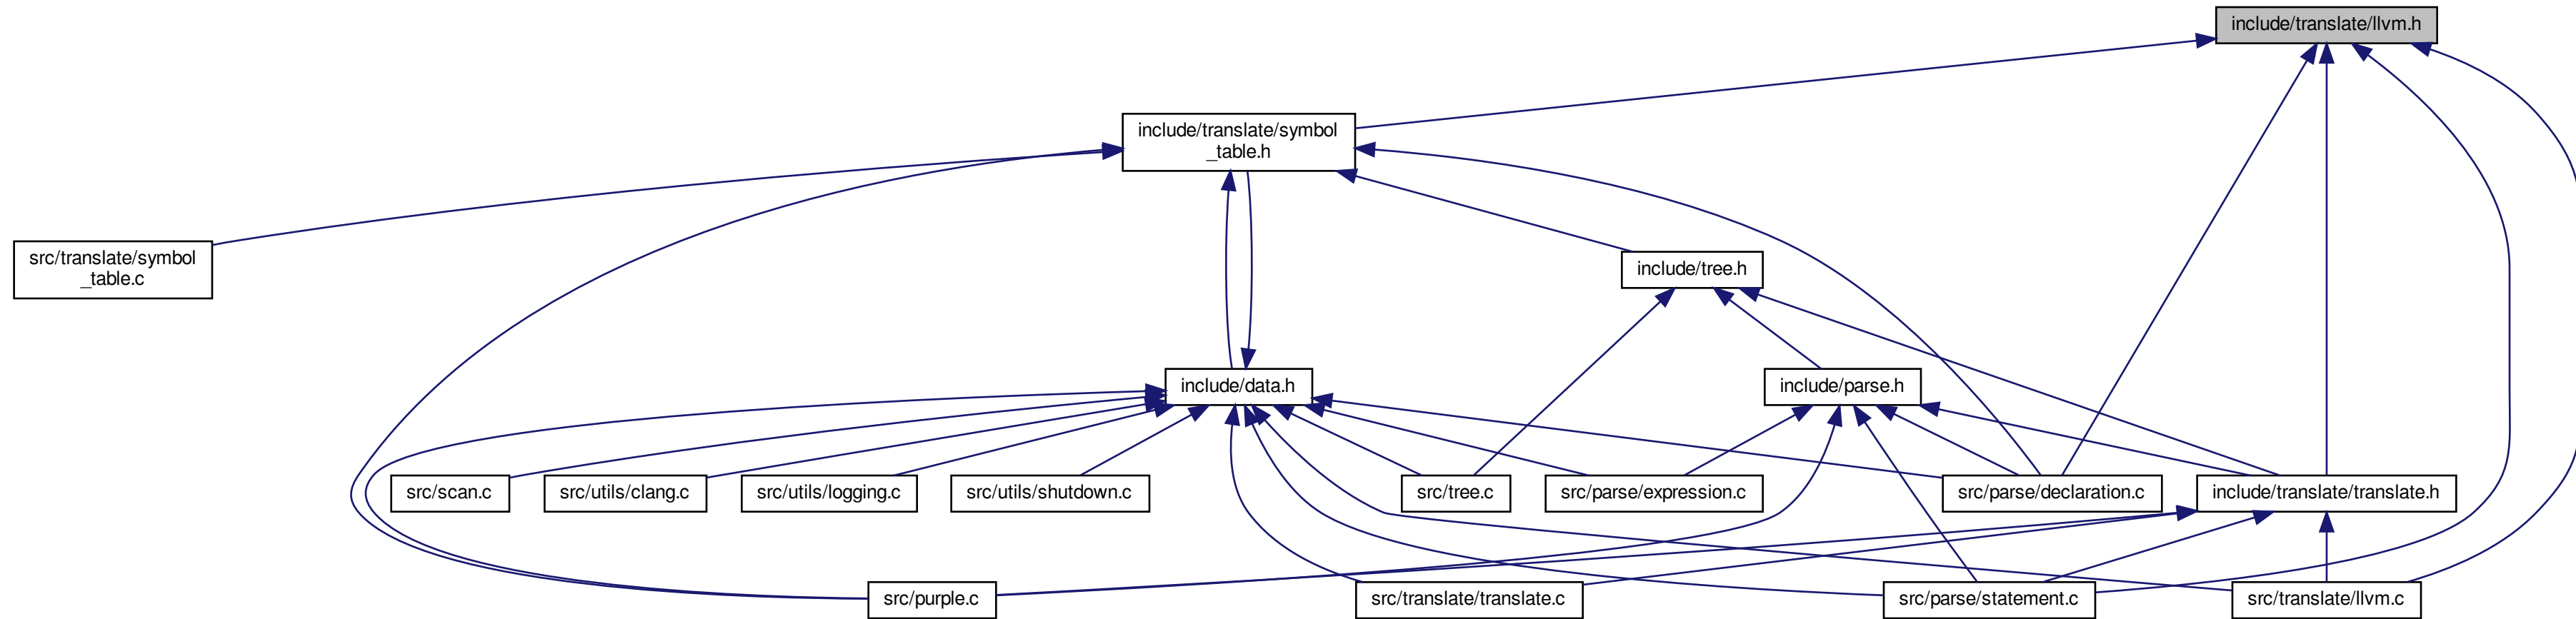 include/translate/llvm.h
include/translate/symbol
_table.h
src/translate/symbol
_table.c
include/tree.h
include/data.h
include/parse.h
src/scan.c
src/utils/clang.c
src/utils/logging.c
src/utils/shutdown.c
src/tree.c
src/parse/expression.c
src/parse/declaration.c
include/translate/translate.h
src/purple.c
src/translate/translate.c
src/parse/statement.c
src/translate/llvm.c